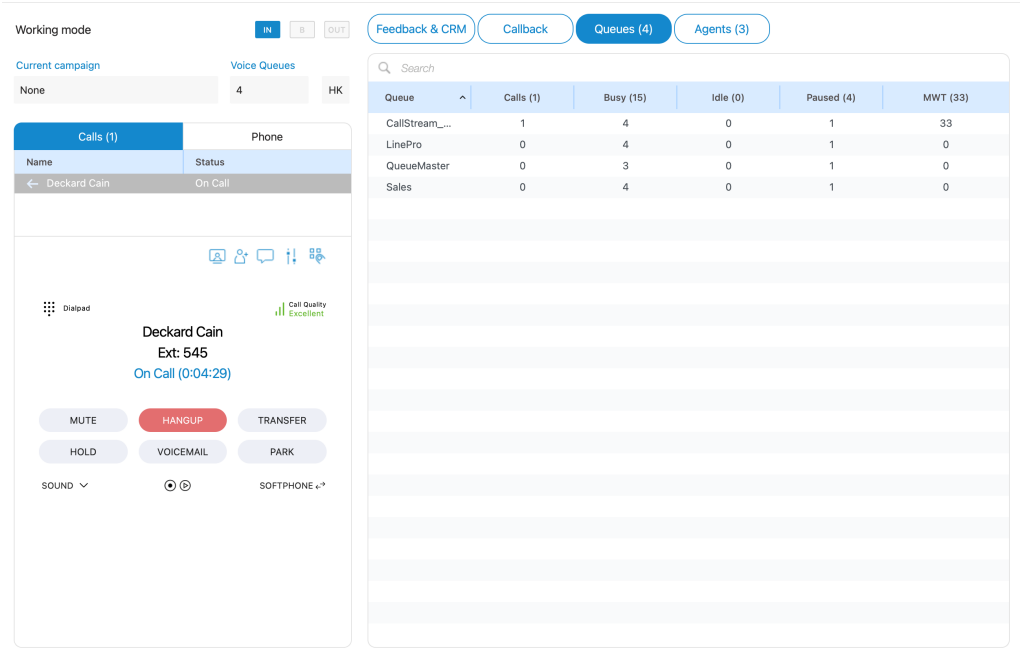 Working mode
IN
B
OUT
Current campaign
Voice Queues
None
4
HK
Calls (1)
Phone
Name
Status
Deckard Cain
On Call
Dialpad
Call Quality
Excellent
Deckard Cain
Ext: 545
On Call (0:04:29)
MUTE
HANGUP
TRANSFER
HOLD
VOICEMAIL
PARK
SOUND
SOFTPHONE
Feedback & CRM
Callback
Queues (4)
Agents (3)
Search
Queue Calls (1) Busy (15) Idle (0) Paused (4) MWT (33)
CallStream_... 1 4 0 1 33
LinePro 0 4 0 1 0
QueueMaster 0 3 0 1 0
Sales 0 4 0 1 0